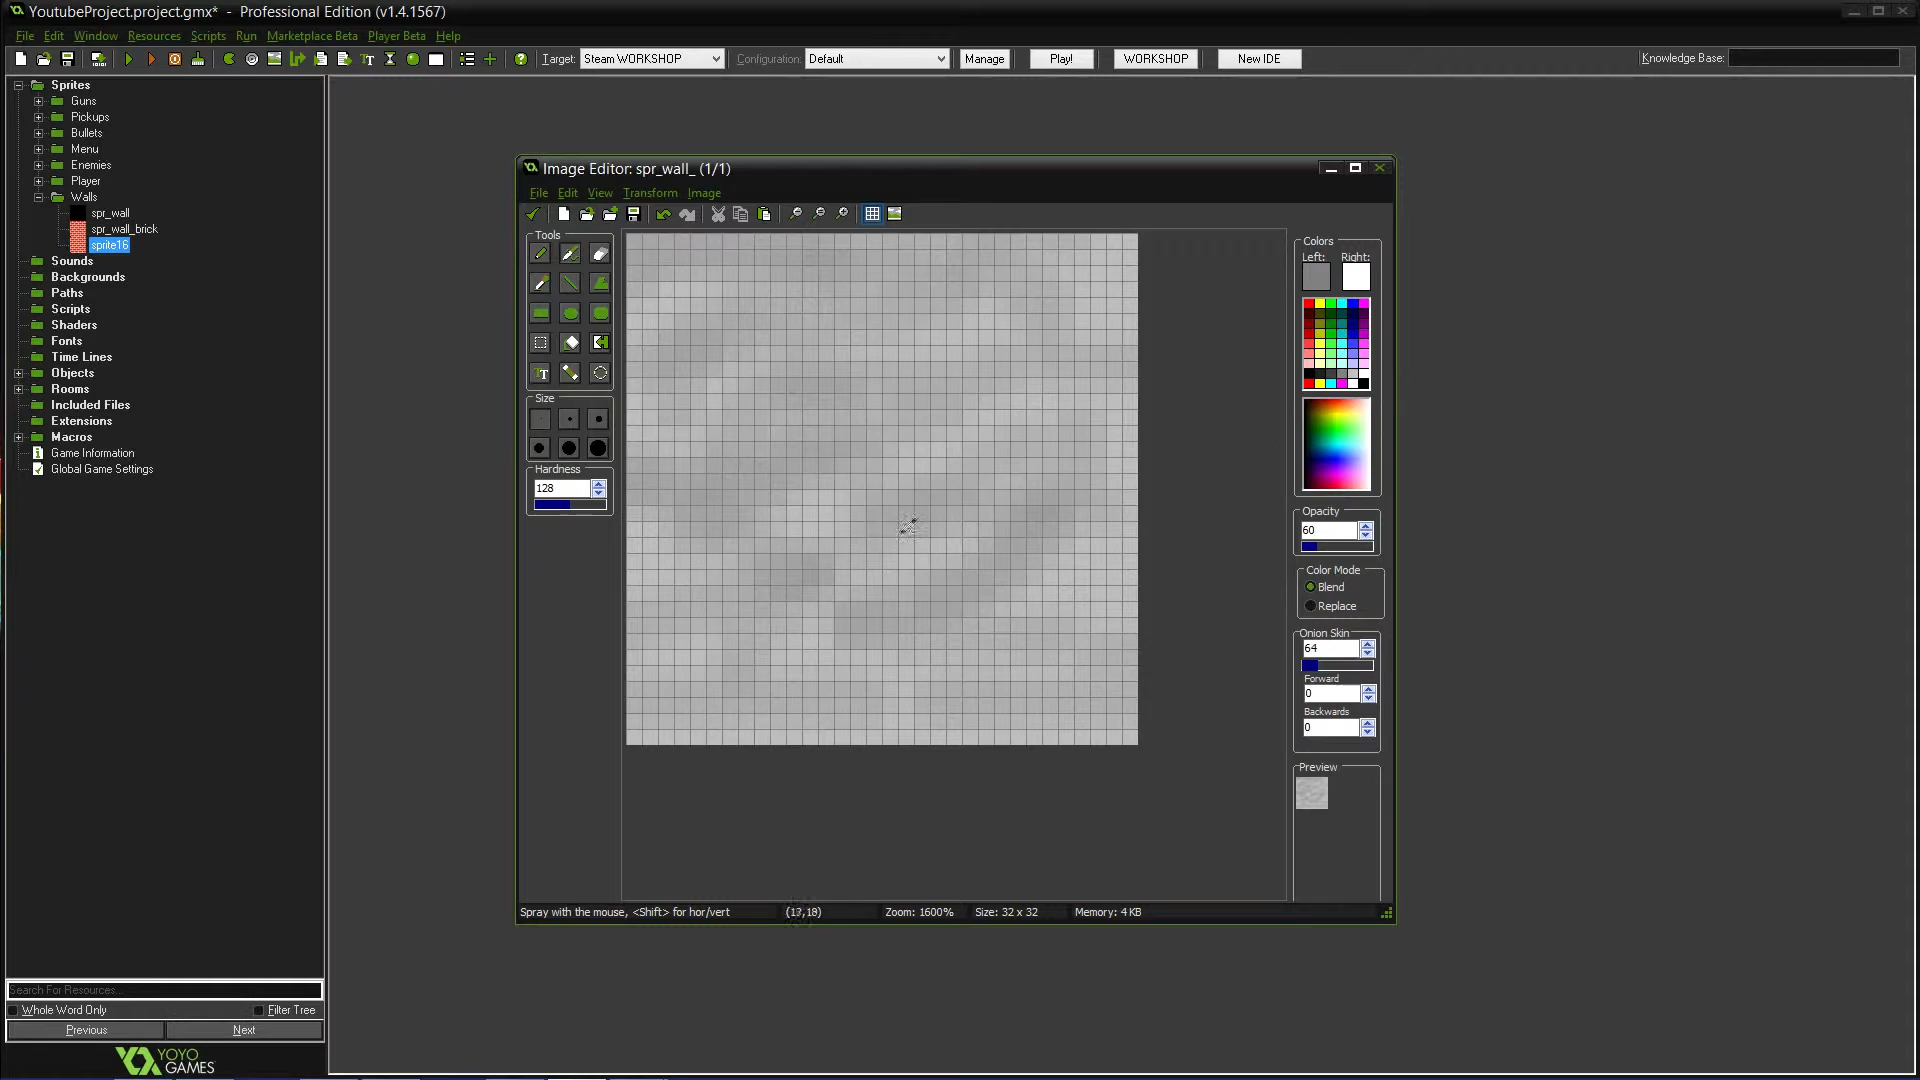 YoutubeProject.project.gmx* - Professional Edition (v1.4.1567)
File Edit Window Resources Scripts Run Marketplace Beta Player Beta Help
Target: Steam WORKSHOP Configuration: Default Manage Play! WORKSHOP New IDE Knowledge Base:
Sprites
Guns
Pickups
Bullets
Menu
Enemies
Player
Walls
spr_wall
spr_wall_brick
sprite16
Sounds
Backgrounds
Paths
Scripts
Shaders
Fonts
Time Lines
Objects
Rooms
Included Files
Extensions
Macros
Game Information
Global Game Settings
Search For Resources...
Whole Word Only Filter Tree
Previous Next
YOYO
GAMES
Image Editor: spr_wall_ (1/1)
File Edit View Transform Image
Tools
Size
Hardness
128
Colors
Left: Right:
Opacity
60
Color Mode
Blend
Replace
Onion Skin
64
Forward
0
Backwards
0
Preview
Spray with the mouse, <Shift> for hor/vert (17,18) Zoom: 1600% Size: 32 x 32 Memory: 4 KB